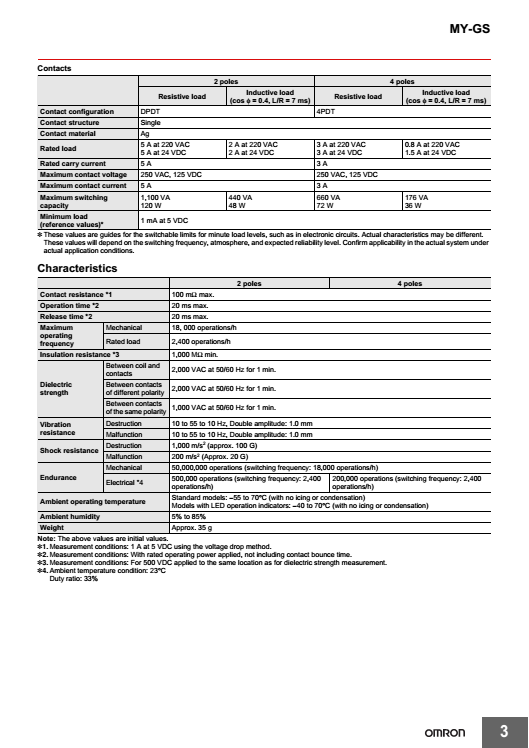 MY-GS
Contacts
2 poles 4 poles
Resistive load Inductive load (cos ϕ = 0.4, L/R = 7 ms) Resistive load Inductive load (cos ϕ = 0.4, L/R = 7 ms)
Contact configuration DPDT 4PDT
Contact structure Single
Contact material Ag
Rated load 5 A at 220 VAC 2 A at 220 VAC 3 A at 220 VAC 0.8 A at 220 VAC
5 A at 24 VDC 2 A at 24 VDC 3 A at 24 VDC 1.5 A at 24 VDC
Rated carry current 5 A 3 A
Maximum contact voltage 250 VAC, 125 VDC 250 VAC, 125 VDC
Maximum contact current 5 A 3 A
Maximum switching capacity 1,100 VA 440 VA 660 VA 176 VA
120 W 48 W 72 W 36 W
Minimum load (reference values)* 1 mA at 5 VDC
* These values are guides for the switchable limits for minute load levels, such as in electronic circuits. Actual characteristics may be different.
These values will depend on the switching frequency, atmosphere, and expected reliability level. Confirm applicability in the actual system under
actual application conditions.
Characteristics
2 poles 4 poles
Contact resistance *1 100 mΩ max.
Operation time *2 20 ms max.
Release time *2 20 ms max.
Maximum operating frequency Mechanical 18, 000 operations/h
Rated load 2,400 operations/h
Insulation resistance *3 1,000 MΩ min.
Dielectric strength Between coil and contacts 2,000 VAC at 50/60 Hz for 1 min.
Between contacts of different polarity 2,000 VAC at 50/60 Hz for 1 min.
Between contacts of the same polarity 1,000 VAC at 50/60 Hz for 1 min.
Vibration resistance Destruction 10 to 55 to 10 Hz, Double amplitude: 1.0 mm
Malfunction 10 to 55 to 10 Hz, Double amplitude: 1.0 mm
Shock resistance Destruction 1,000 m/s² (approx. 100 G)
Malfunction 200 m/s² (Approx. 20 G)
Endurance Mechanical 50,000,000 operations (switching frequency: 18,000 operations/h)
Electrical *4 500,000 operations (switching frequency: 2,400 operations/h) 200,000 operations (switching frequency: 2,400 operations/h)
Ambient operating temperature Standard models: –55 to 70°C (with no icing or condensation)
Models with LED operation indicators: –40 to 70°C (with no icing or condensation)
Ambient humidity 5% to 85%
Weight Approx. 35 g
Note: The above values are initial values.
*1. Measurement conditions: 1 A at 5 VDC using the voltage drop method.
*2. Measurement conditions: With rated operating power applied, not including contact bounce time.
*3. Measurement conditions: For 500 VDC applied to the same location as for dielectric strength measurement.
*4. Ambient temperature condition: 23°C
Duty ratio: 33%
OMRON 3